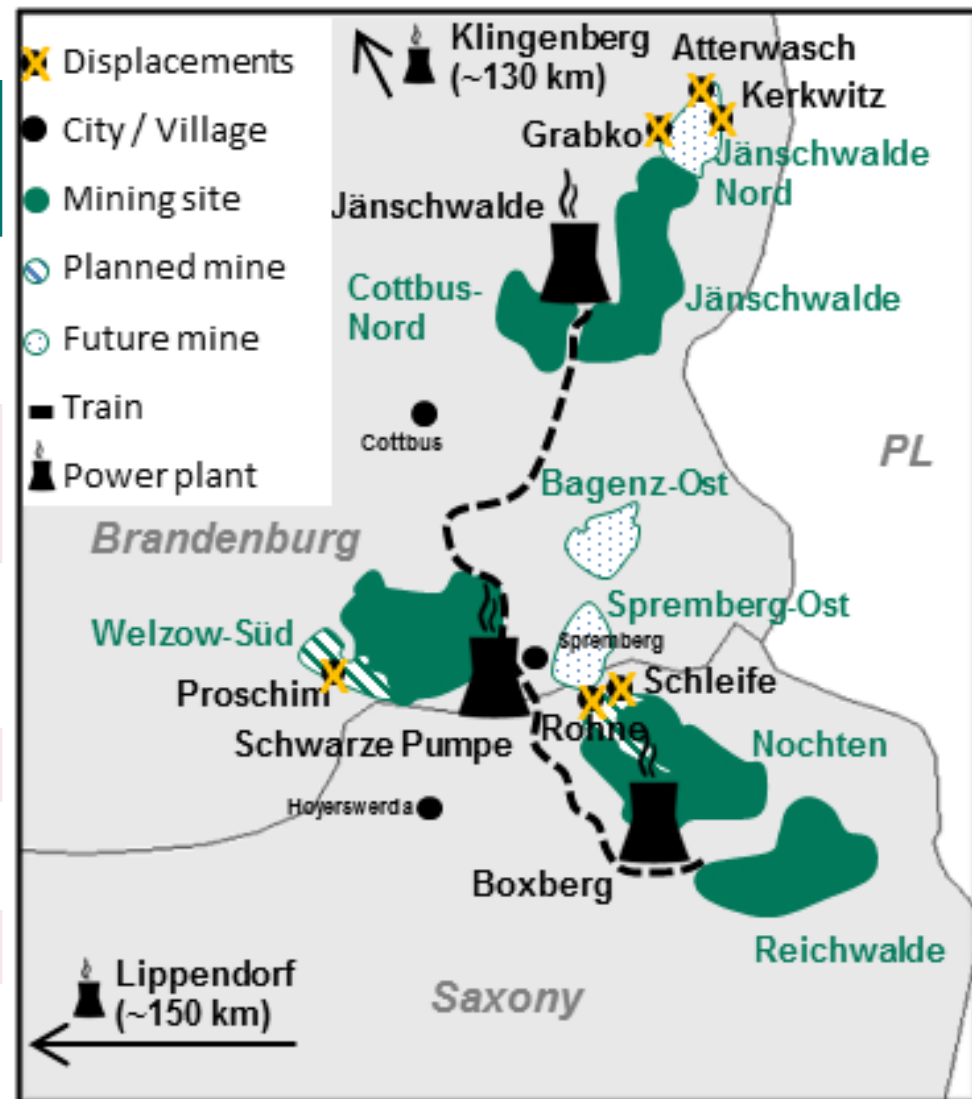 Displacements
City / Village
Mining site
Planned mine
Future mine
Train
Power plant
Klingenberg
(~130 km)
Atterwasch
Kerkwitz
Grabko
Jänschwalde
Nord
Jänschwalde
Cottbus-
Nord
Jänschwalde
Cottbus
PL
Bagenz-Ost
Brandenburg
Spremberg-Ost
Welzow-Süd
Spremberg
Schleife
Proschim
Rohne
Schwarze Pumpe
Nochten
Hoyerswerda
Boxberg
Reichwalde
Lippendorf
(~150 km)
Saxony